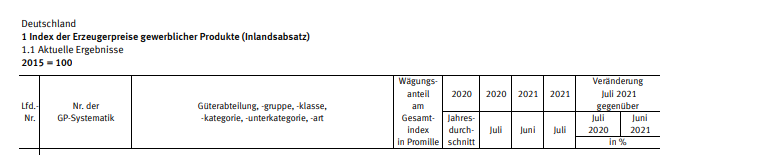 Deutschland
1 Index der Erzeugerpreise gewerblicher Produkte (Inlandsabsatz)
1.1 Aktuelle Ergebnisse
2015 = 100
Lfd.-
Nr.
Nr. der
GP-Systematik
Güterabteilung, -gruppe, -klasse,
-kategorie, -unterkategorie, -art
Wägungs-
anteil
am
Gesamt-
index
in Promille
2020 2020 2021 2021
Jahres-
durch-
schnitt
Juli Juni Juli
Veränderung
Juli 2021
gegenüber
Juli
2020
Juni
2021
in %